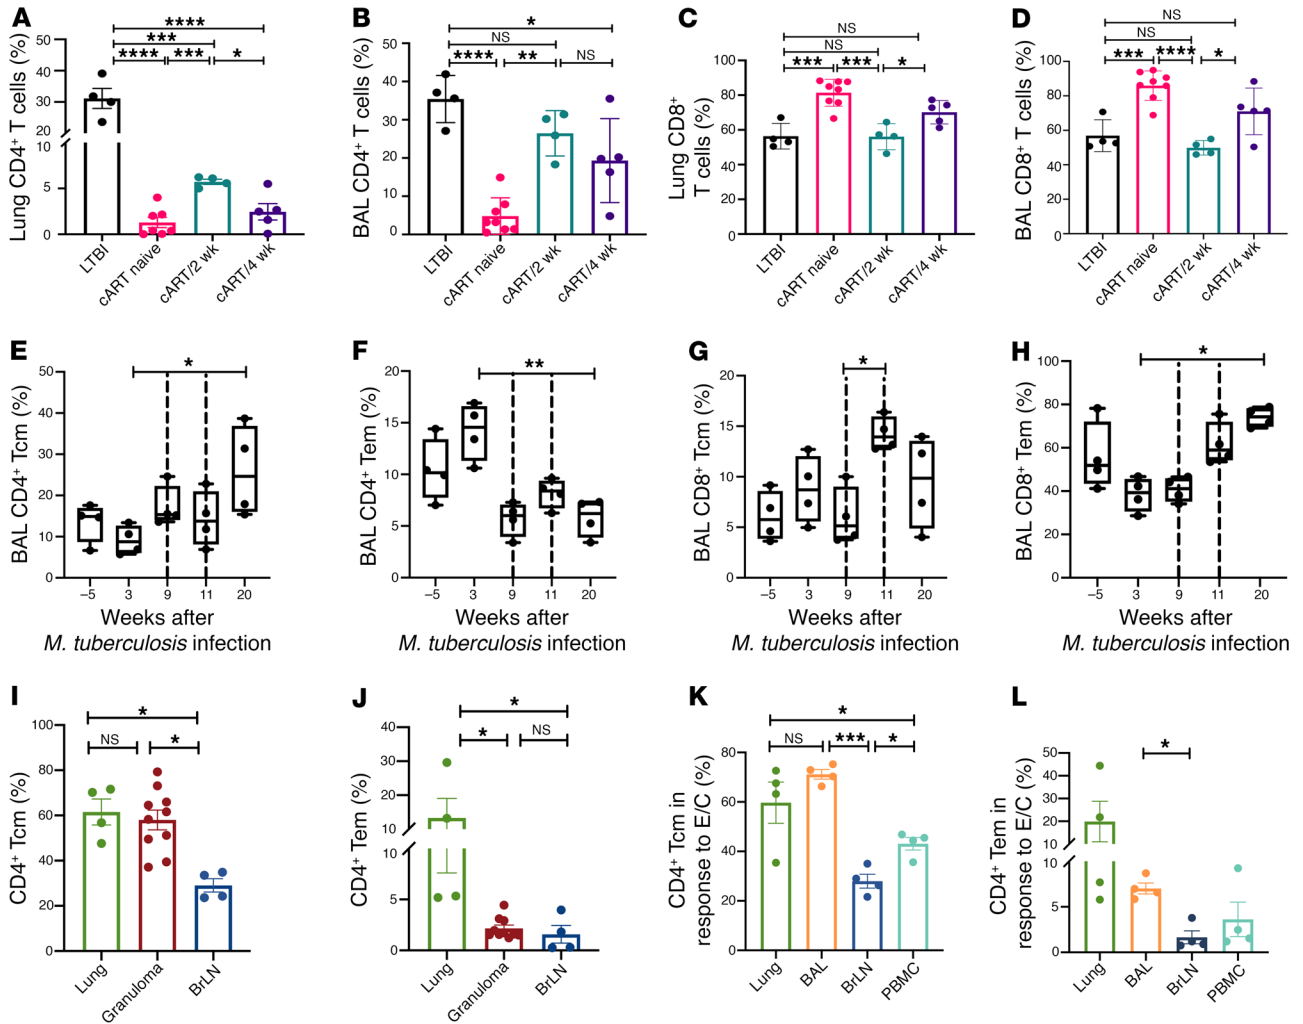 A
Lung CD4+ T cells (%)
50
40
30
20
10
5
0
****
***
**** *** *
LTBI
cART naive
cART/2 wk
cART/4 wk
B
BAL CD4+ T cells (%)
50
40
30
20
10
0
*
NS
**** ** NS
LTBI
cART naive
cART/2 wk
cART/4 wk
C
Lung CD8+
T cells (%)
100
80
60
40
20
0
NS
NS
*** *** *
LTBI
cART naive
cART/2 wk
cART/4 wk
D
BAL CD8+ T cells (%)
100
80
60
40
20
0
NS
NS
*** **** *
LTBI
cART naive
cART/2 wk
cART/4 wk
E
BAL CD4+ Tcm (%)
50
40
30
20
10
0
*
–5 3 9 11 20
Weeks after
M. tuberculosis infection
F
BAL CD4+ Tem (%)
20
15
10
5
0
**
–5 3 9 11 20
Weeks after
M. tuberculosis infection
G
BAL CD8+ Tcm (%)
20
15
10
5
0
*
–5 3 9 11 20
Weeks after
M. tuberculosis infection
H
BAL CD8+ Tem (%)
100
80
60
40
20
0
*
–5 3 9 11 20
Weeks after
M. tuberculosis infection
I
CD4+ Tcm (%)
100
80
60
40
20
0
*
NS *
Lung
Granuloma
BrLN
J
CD4+ Tem (%)
40
30
20
10
10
5
0
*
* NS
Lung
Granuloma
BrLN
K
CD4+ Tcm in
response to E/C (%)
80
60
40
20
0
*
NS *** *
Lung
BAL
BrLN
PBMC
L
CD4+ Tem in
response to E/C (%)
50
40
30
20
10
10
5
0
*
Lung
BAL
BrLN
PBMC